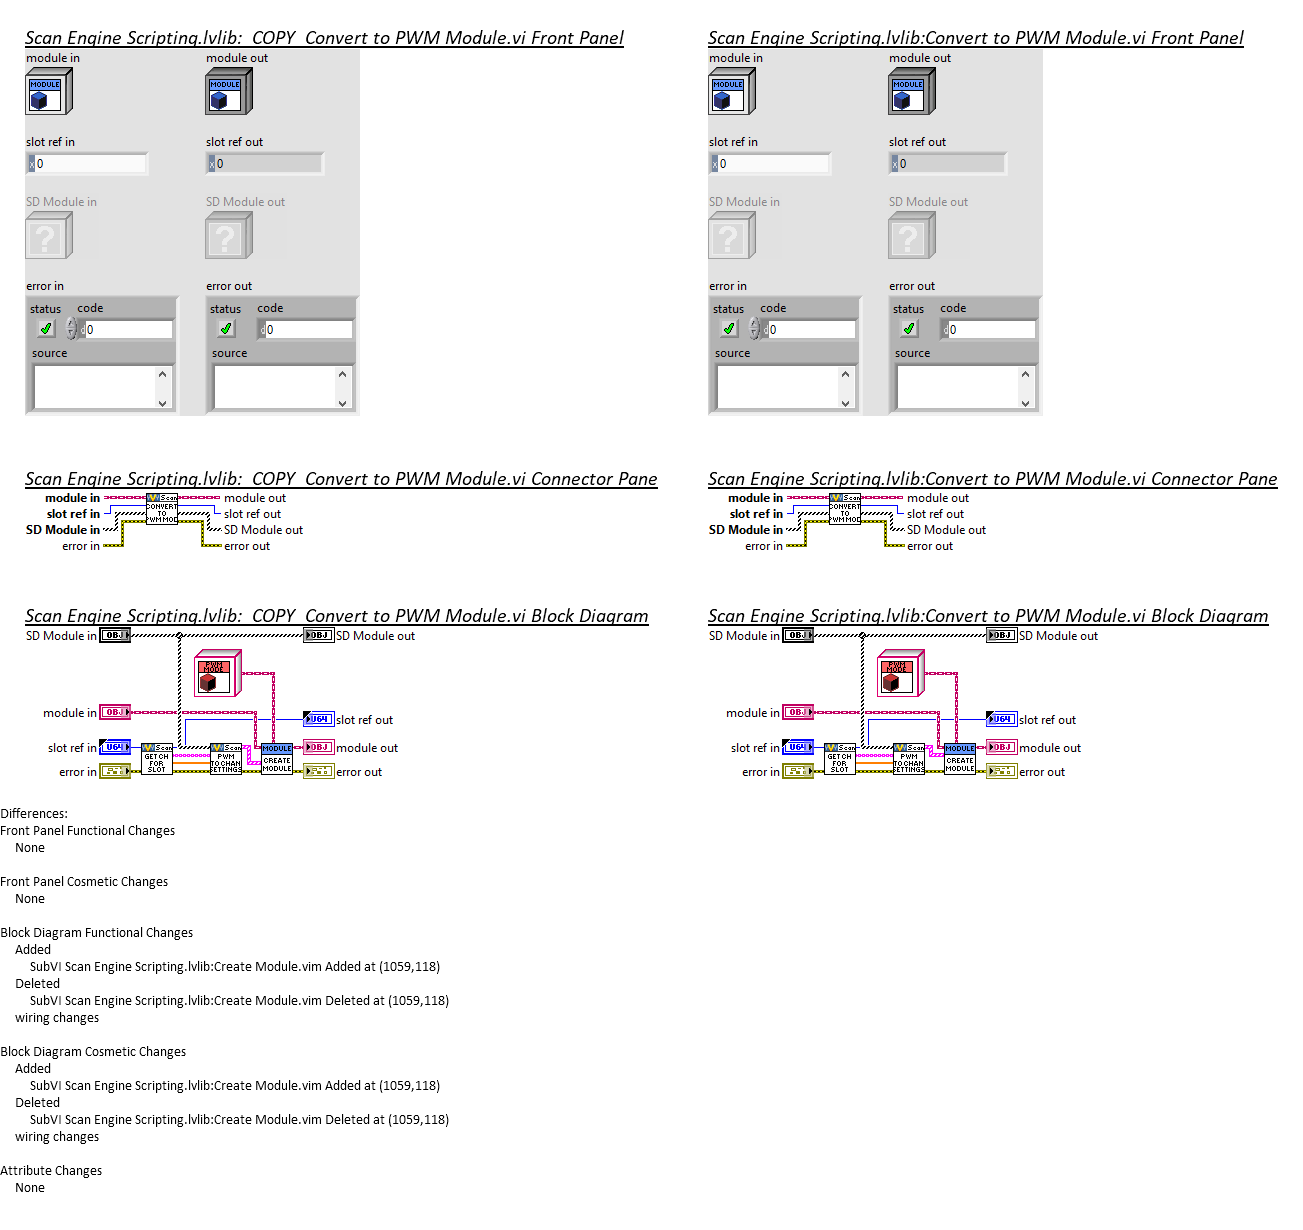 Scan Engine Scripting.lvlib:_COPY_Convert to PWM Module.vi Front Panel
module in
module out
MODULE
MODULE
slot ref in
slot ref out
x 0
x 0
SD Module in
SD Module out
?
?
error in
error out
status
code
status
code
d 0
d 0
source
source
Scan Engine Scripting.lvlib:Convert to PWM Module.vi Front Panel
module in
module out
MODULE
MODULE
slot ref in
slot ref out
x 0
x 0
SD Module in
SD Module out
?
?
error in
error out
status
code
status
code
d 0
d 0
source
source
Scan Engine Scripting.lvlib:_COPY_Convert to PWM Module.vi Connector Pane
module in
module out
slot ref in
slot ref out
SD Module in
SD Module out
error in
error out
Scan
CONVERT
TO
PWM MOD
Scan Engine Scripting.lvlib:Convert to PWM Module.vi Connector Pane
module in
module out
slot ref in
slot ref out
SD Module in
SD Module out
error in
error out
Scan
CONVERT
TO
PWM MOD
Scan Engine Scripting.lvlib:_COPY_Convert to PWM Module.vi Block Diagram
SD Module in
OBJ
OBJ
SD Module out
PWM
MODE
module in
OBJ
U64
slot ref out
slot ref in
U64
OBJ
module out
error in
error out
Scan
GET CH
FOR
SLOT
Scan
PWM
TO CHAN
SETTINGS
MODULE
CREATE
MODULE
Scan Engine Scripting.lvlib:Convert to PWM Module.vi Block Diagram
SD Module in
OBJ
OBJ
SD Module out
PWM
MODE
module in
OBJ
U64
slot ref out
slot ref in
U64
OBJ
module out
error in
error out
Scan
GET CH
FOR
SLOT
Scan
PWM
TO CHAN
SETTINGS
MODULE
CREATE
MODULE
Differences:
Front Panel Functional Changes
None
Front Panel Cosmetic Changes
None
Block Diagram Functional Changes
Added
SubVI Scan Engine Scripting.lvlib:Create Module.vim Added at (1059,118)
Deleted
SubVI Scan Engine Scripting.lvlib:Create Module.vim Deleted at (1059,118)
wiring changes
Block Diagram Cosmetic Changes
Added
SubVI Scan Engine Scripting.lvlib:Create Module.vim Added at (1059,118)
Deleted
SubVI Scan Engine Scripting.lvlib:Create Module.vim Deleted at (1059,118)
wiring changes
Attribute Changes
None